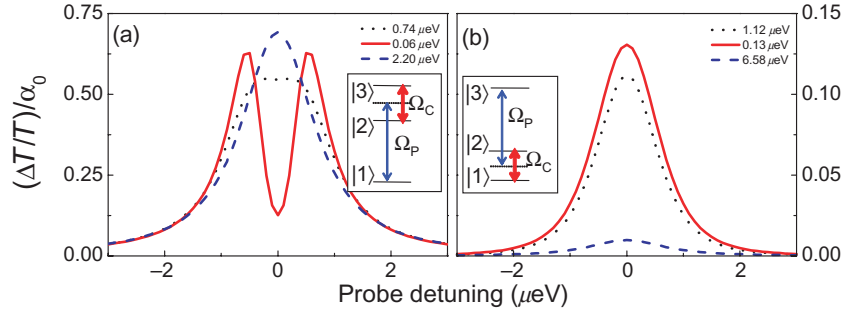 (a)
0.74 μeV
0.06 μeV
2.20 μeV
|3⟩
Ω_C
|2⟩
Ω_P
|1⟩
(b)
1.12 μeV
0.13 μeV
6.58 μeV
|3⟩
Ω_P
|2⟩
Ω_C
|1⟩
(ΔT/T)/α₀
0.75
0.50
0.25
0.00
0.15
0.10
0.05
0.00
−2 0 2
−2 0 2
Probe detuning (μeV)